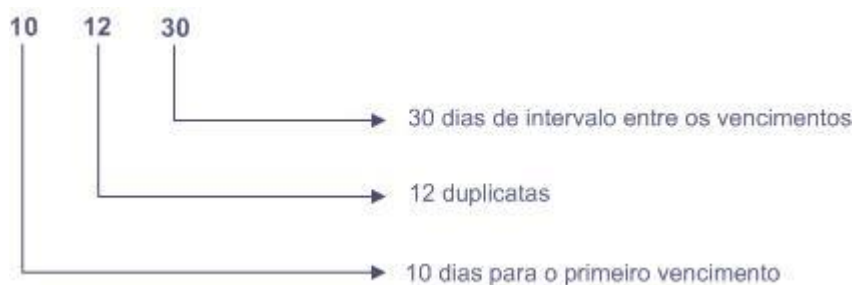 10 12 30
30 dias de intervalo entre os vencimentos
12 duplicatas
10 dias para o primeiro vencimento